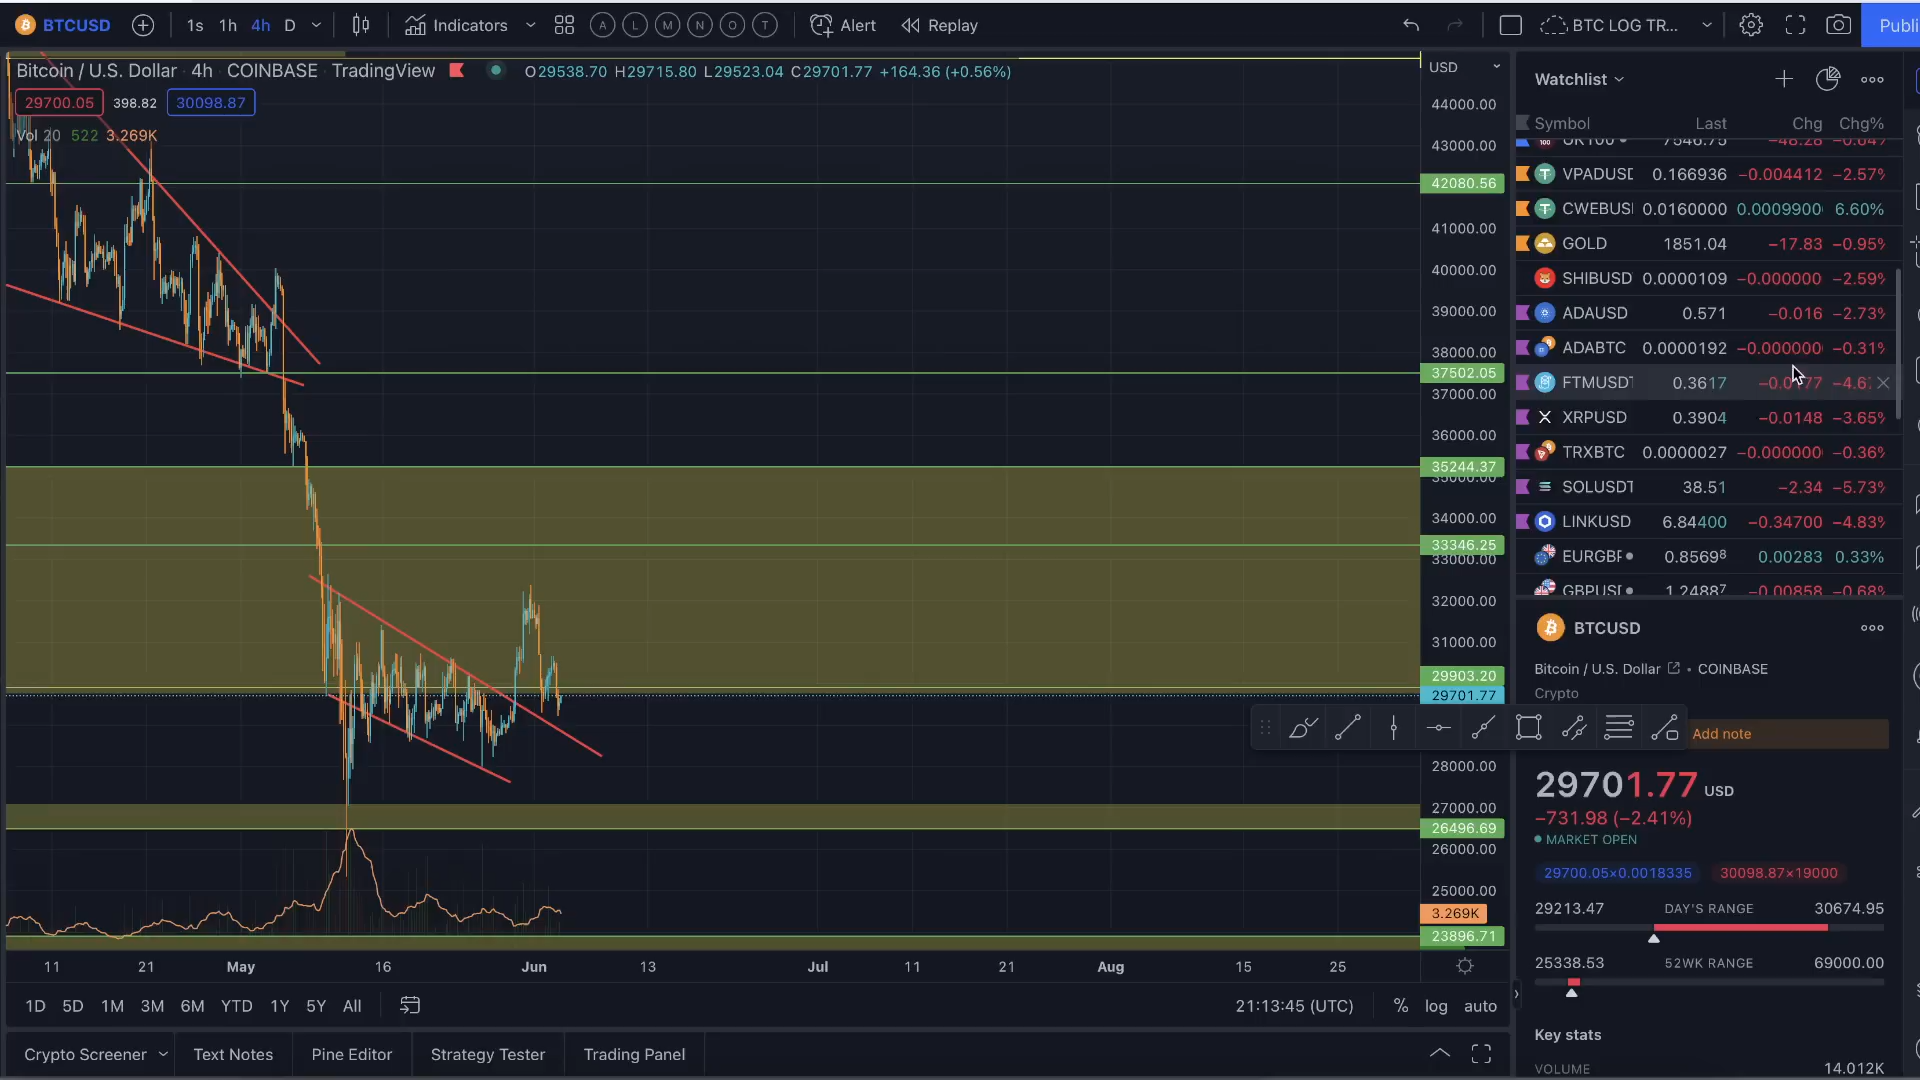 BTCUSD 1s 1h 4h D Indicators A L M N O T Alert Replay BTC LOG TR... Publi
Bitcoin / U.S. Dollar · 4h · COINBASE · TradingView O29538.70 H29715.80 L29523.04 C29701.77 +164.36 (+0.56%)
29700.05 398.82 30098.87
Vol 20 522 3.269K
USD
44000.00
43000.00
42080.56
41000.00
40000.00
39000.00
38000.00
37502.05
37000.00
36000.00
35244.37
35000.00
34000.00
33346.25
33000.00
32000.00
31000.00
29903.20
29701.77
28000.00
27000.00
26496.69
26000.00
25000.00
3.269K
23896.71
11 21 May 16 Jun 13 Jul 11 21 Aug 15 25
1D 5D 1M 3M 6M YTD 1Y 5Y All 21:13:45 (UTC) % log auto
Crypto Screener Text Notes Pine Editor Strategy Tester Trading Panel
Watchlist
Symbol Last Chg Chg%
UK100 7546.75 −48.28 −0.64%
VPADUSD 0.166936 −0.004412 −2.57%
CWEBUSD 0.0160000 0.0009900 6.60%
GOLD 1851.04 −17.83 −0.95%
SHIBUSD 0.0000109 −0.000000 −2.59%
ADAUSD 0.571 −0.016 −2.73%
ADABTC 0.0000192 −0.000000 −0.31%
FTMUSDT 0.3617 −4.6
XRPUSD 0.3904 −0.0148 −3.65%
TRXBTC 0.0000027 −0.000000 −0.36%
SOLUSDT 38.51 −2.34 −5.73%
LINKUSD 6.84400 −0.34700 −4.83%
EURGBP 0.85698 0.00283 0.33%
GBPUSD 1.24887 −0.00858 −0.68%
BTCUSD
Bitcoin / U.S. Dollar • COINBASE
Crypto
Add note
29701.77 USD
−731.98 (−2.41%)
MARKET OPEN
29700.05×0.0018335 30098.87×19000
29213.47 DAY'S RANGE 30674.95
25338.53 52WK RANGE 69000.00
Key stats
VOLUME 14.012K